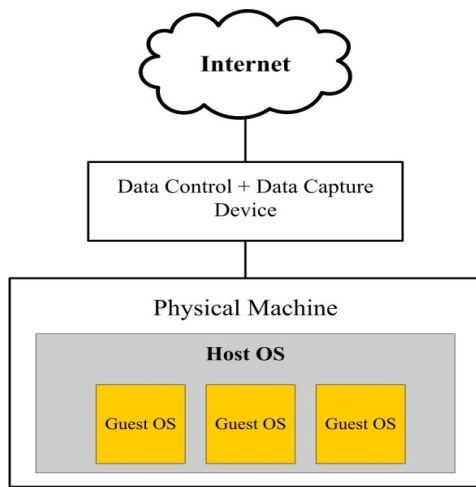 Internet
Data Control + Data Capture
Device
Physical Machine
Host OS
Guest OS
Guest OS
Guest OS